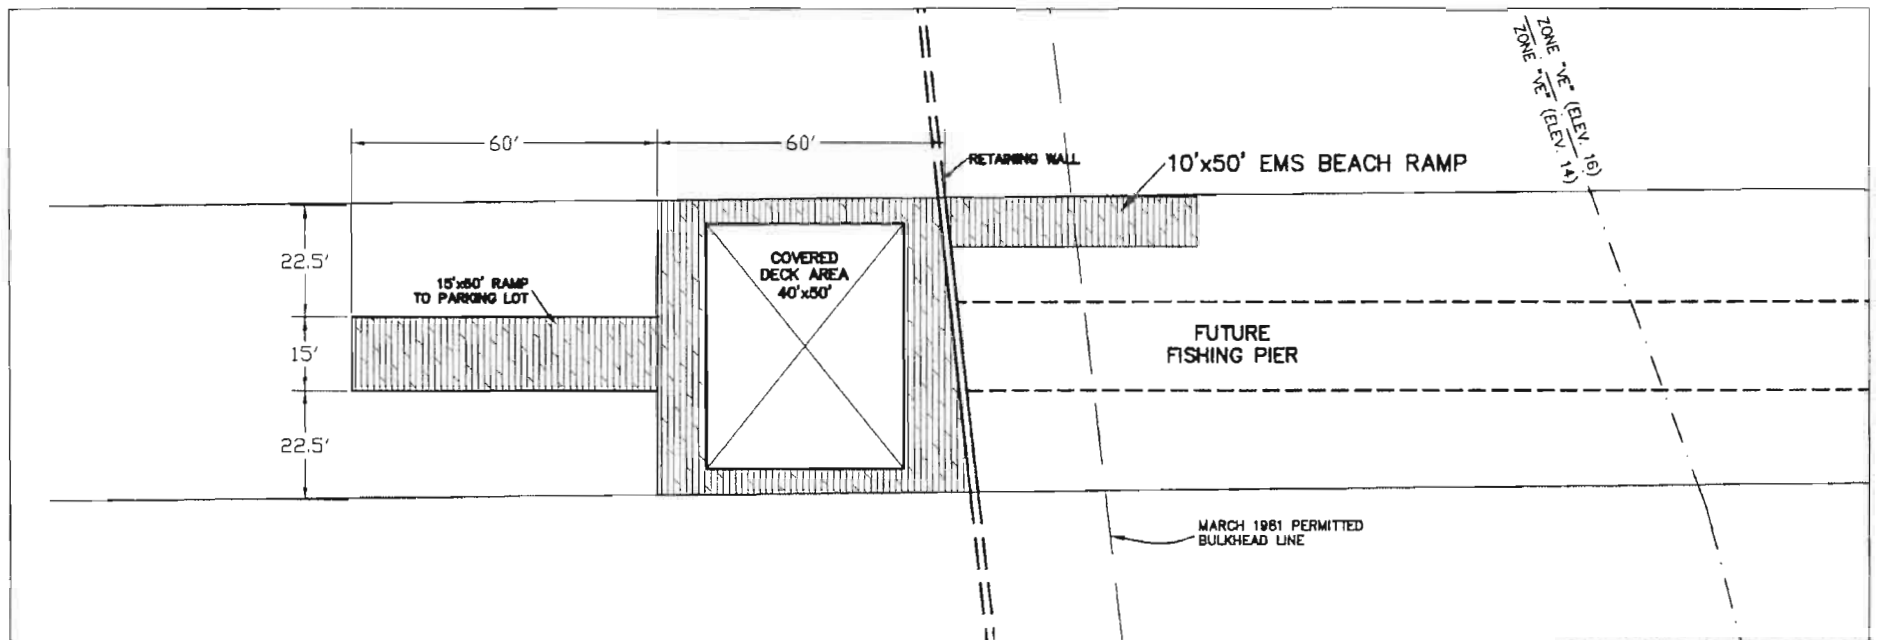 ZONE "VE" (ELEV. 16)
ZONE "VE" (ELEV. 14)
60'
60'
RETAINING WALL
10'x50' EMS BEACH RAMP
22.5'
COVERED
DECK AREA
40'x50'
15'x60' RAMP
TO PARKING LOT
FUTURE
FISHING PIER
15'
22.5'
MARCH 1981 PERMITTED
BULKHEAD LINE